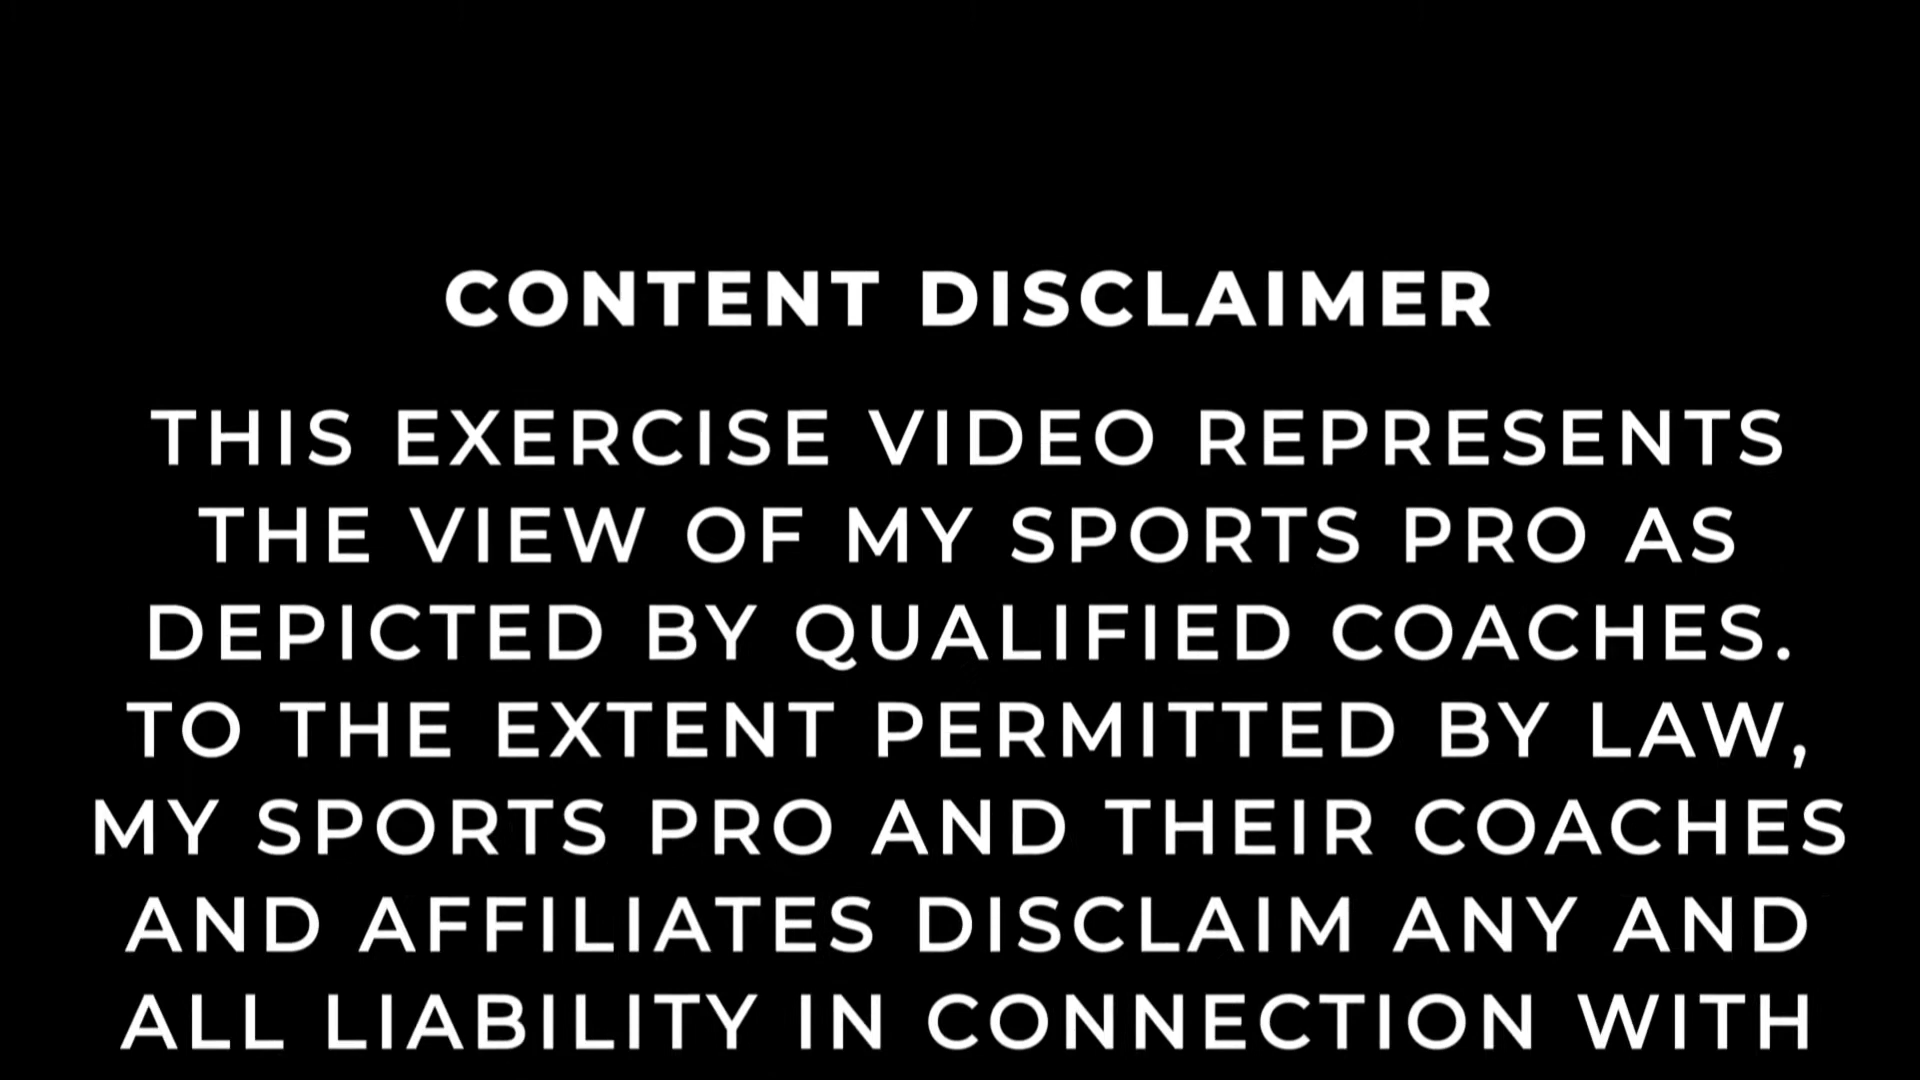 CONTENT DISCLAIMER
THIS EXERCISE VIDEO REPRESENTS
THE VIEW OF MY SPORTS PRO AS
DEPICTED BY QUALIFIED COACHES.
TO THE EXTENT PERMITTED BY LAW,
MY SPORTS PRO AND THEIR COACHES
AND AFFILIATES DISCLAIM ANY AND
ALL LIABILITY IN CONNECTION WITH